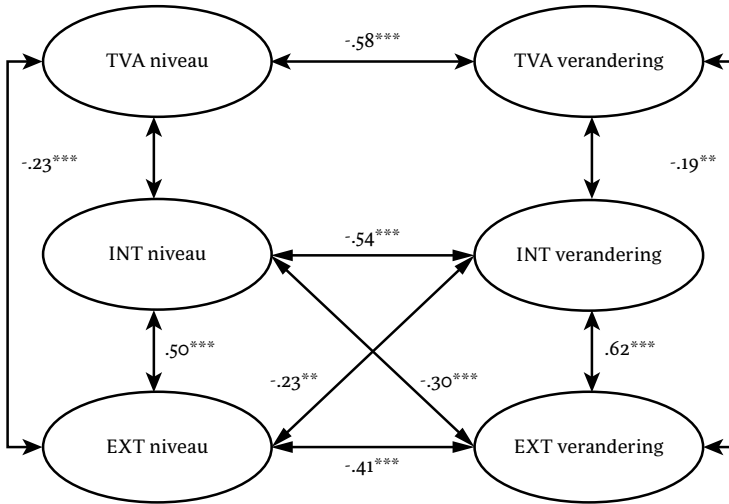 -.58***
TVA niveau
TVA verandering
-.23***
-.19**
-.54***
INT niveau
INT verandering
.50***
.62***
-.23**
-.30***
EXT niveau
EXT verandering
-.41***